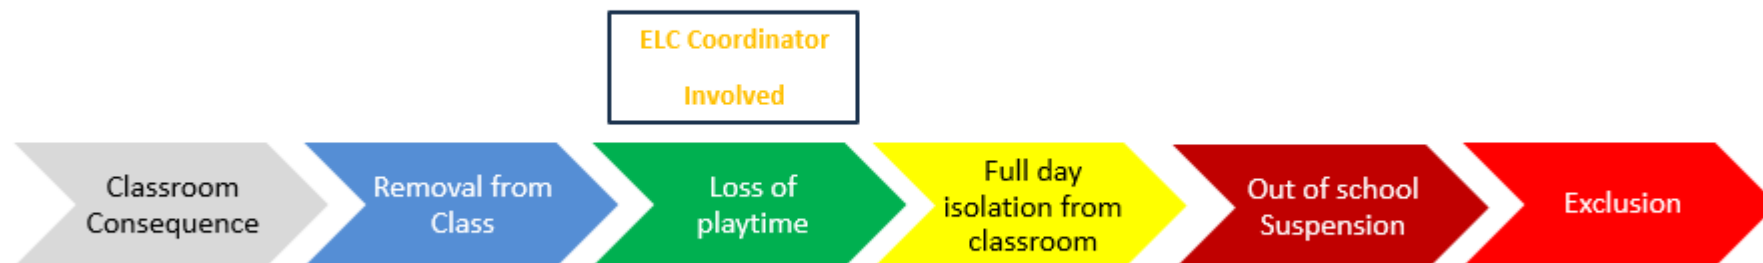 ELC Coordinator
Involved
Classroom
Consequence
Removal from
Class
Loss of
playtime
Full day
isolation from
classroom
Out of school
Suspension
Exclusion